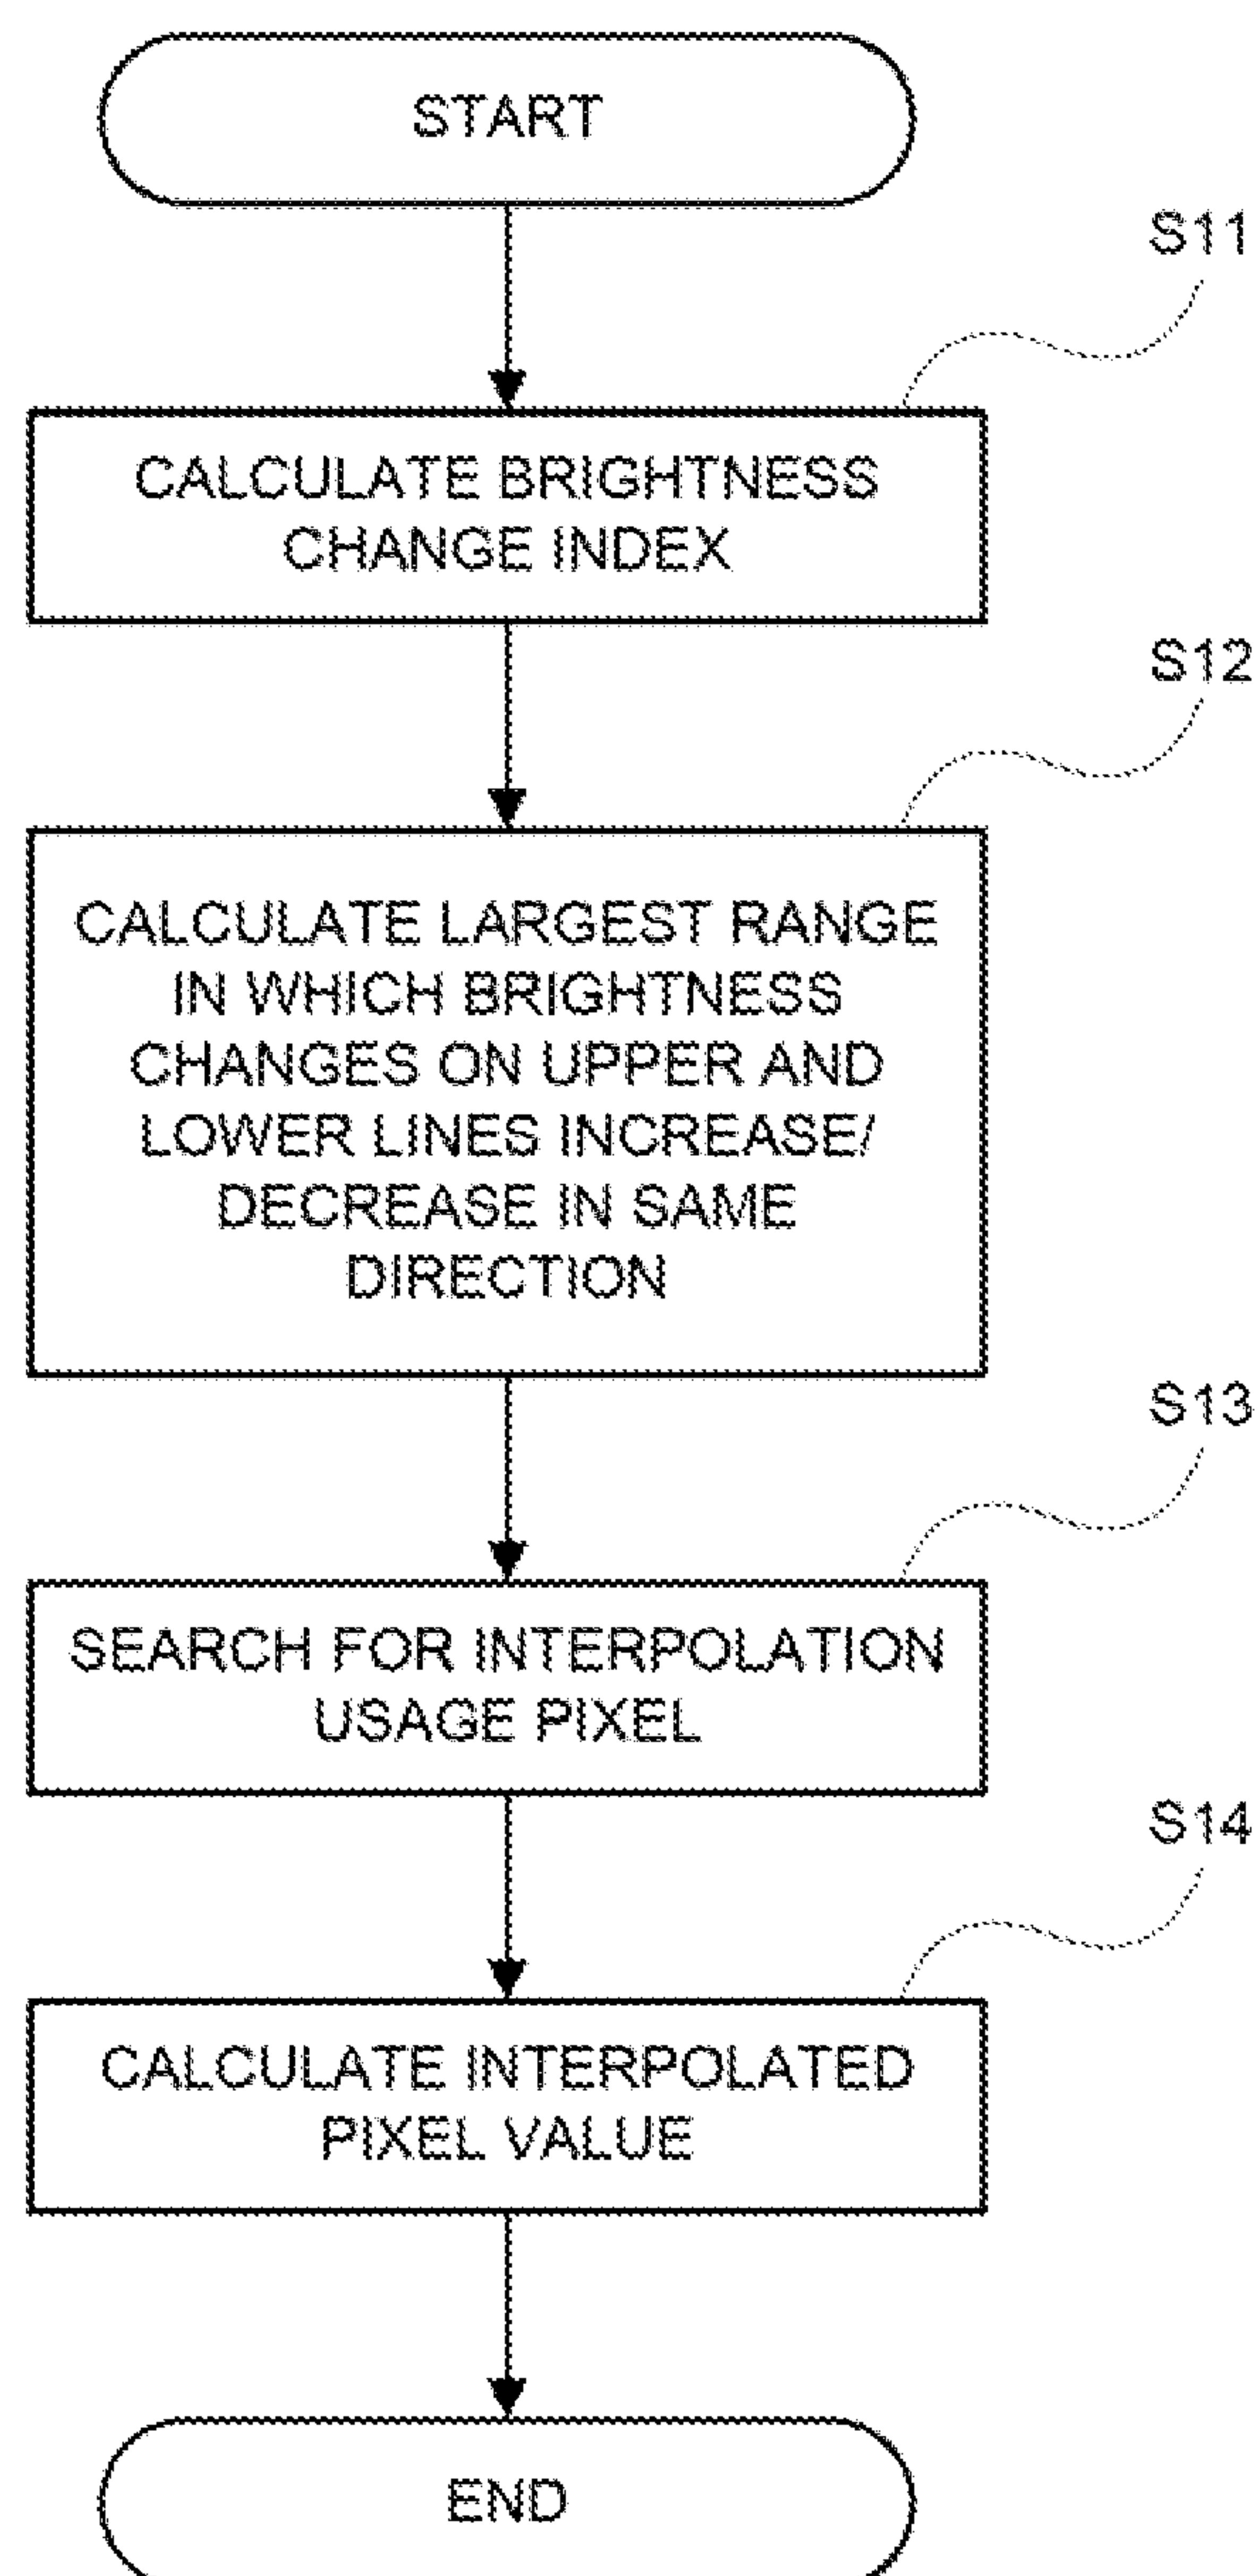 START
S11
CALCULATE BRIGHTNESS
CHANGE INDEX
S12
CALCULATE LARGEST RANGE
IN WHICH BRIGHTNESS
CHANGES ON UPPER AND
LOWER LINES INCREASE/
DECREASE IN SAME
DIRECTION
S13
SEARCH FOR INTERPOLATION
USAGE PIXEL
S14
CALCULATE INTERPOLATED
PIXEL VALUE
END